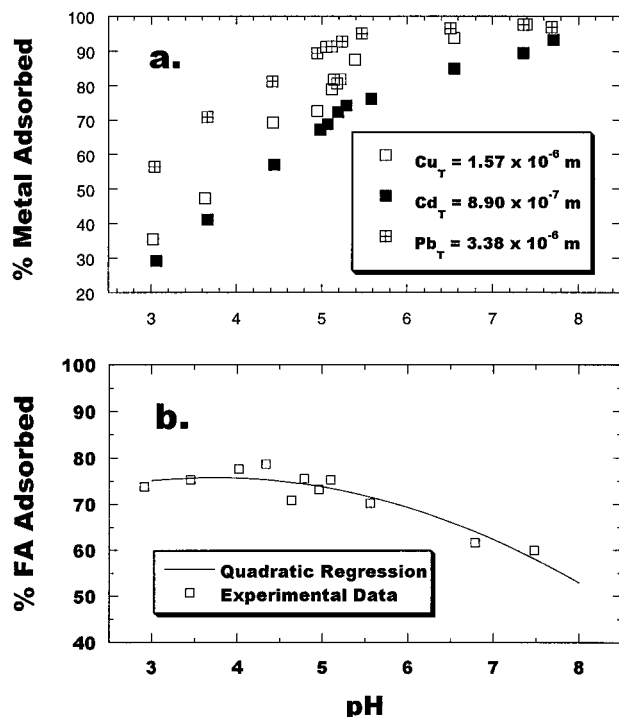 a.
% Metal Adsorbed
100
90
80
70
60
50
40
30
20
Cu_T = 1.57 x 10^-6 m
Cd_T = 8.90 x 10^-7 m
Pb_T = 3.38 x 10^-6 m
3 4 5 6 7 8
b.
% FA Adsorbed
100
90
80
70
60
50
40
Quadratic Regression
Experimental Data
3 4 5 6 7 8
pH